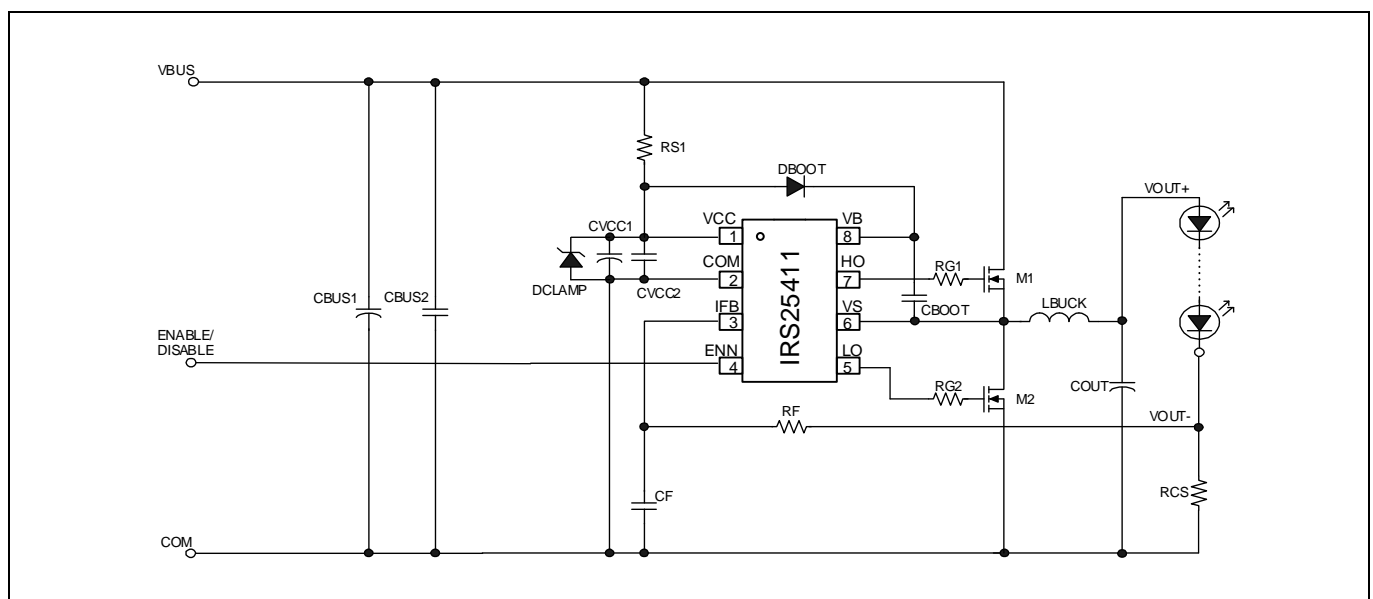 VBUS
RS1
DBOOT
VOUT+
CVCC1
VCC
VB
1
8
COM
HO
RG1
2
7
M1
DCLAMP
CVCC2
CBUS1
CBUS2
IFB
VS
CBOOT
LBUCK
3
6
ENABLE/
DISABLE
ENN
LO
4
5
IRS25411
RG2
M2
COUT
RF
VOUT-
CF
RCS
COM